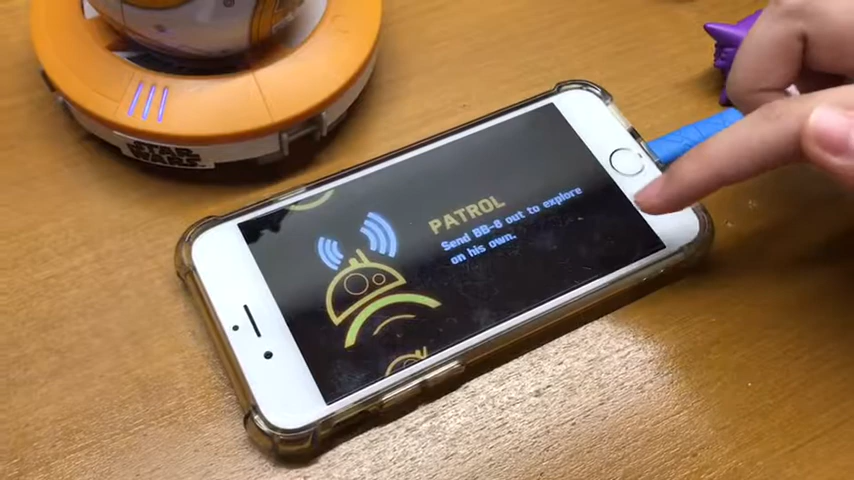 STAR
WARS
PATROL
Send BB-8 out to explore
on his own.